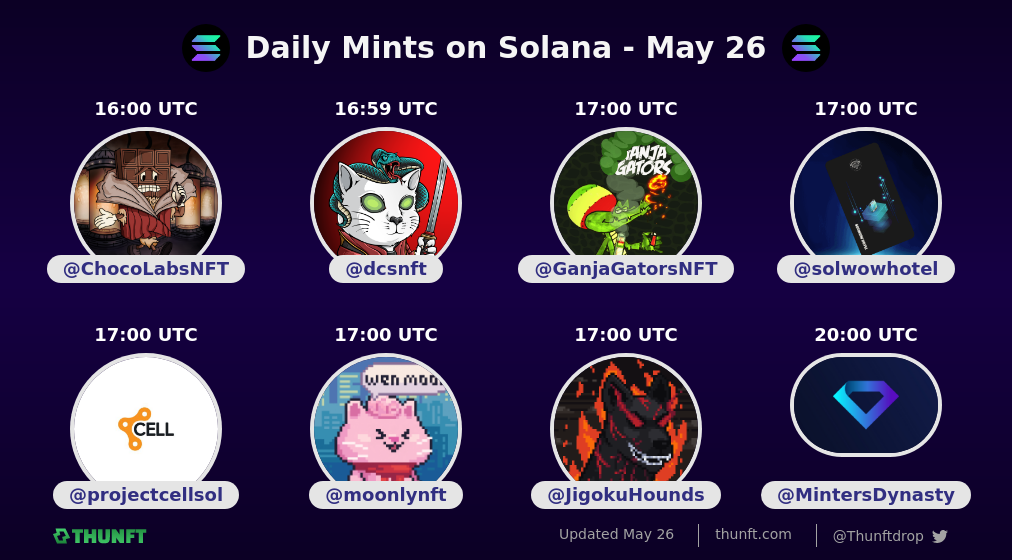 Daily Mints on Solana - May 26
16:00 UTC
@ChocoLabsNFT
16:59 UTC
@dcsnft
17:00 UTC
GANJA
GATORS
@GanjaGatorsNFT
17:00 UTC
@solwowhotel
17:00 UTC
CELL
@projectcellsol
17:00 UTC
wen moo
@moonlynft
17:00 UTC
@JigokuHounds
20:00 UTC
@MintersDynasty
THUNFT
Updated May 26
thunft.com
@Thunftdrop